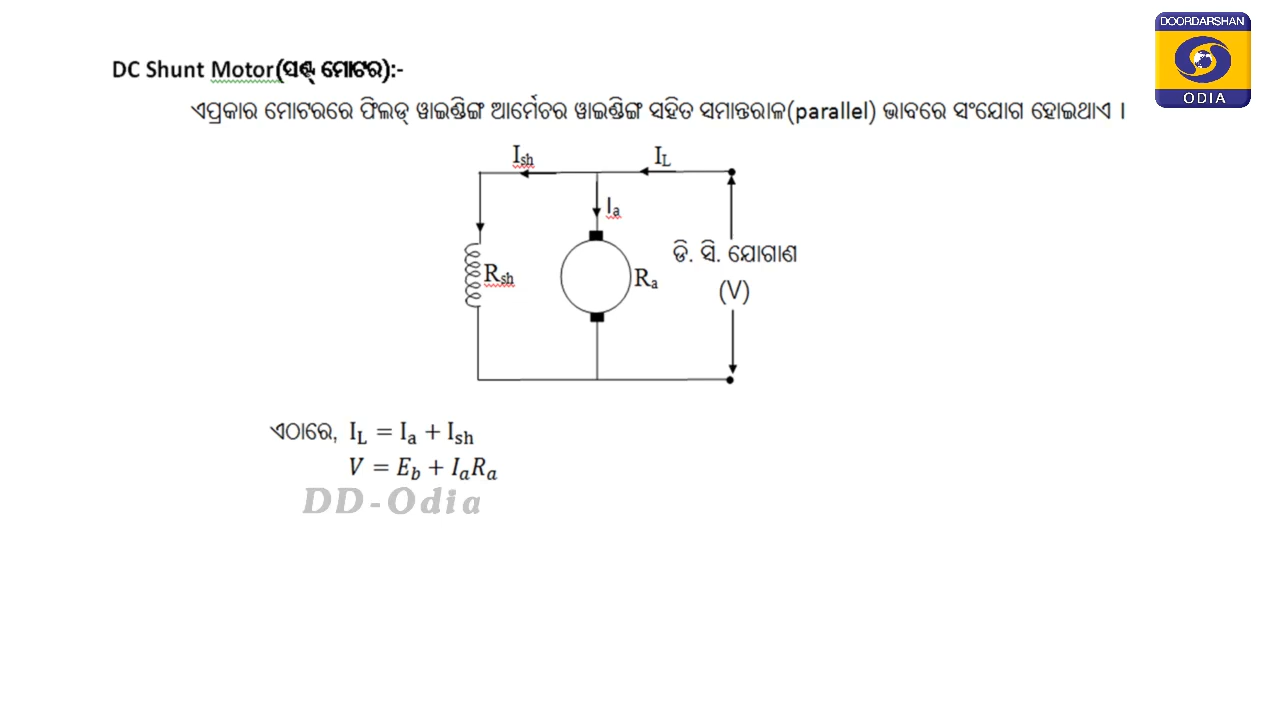 DOORDARSHAN
ODIA
DC Shunt Motor(ସଣ୍ଟ ମୋଟର):-
ଏପ୍ରକାର ମୋଟରରେ ଫିଲଡ୍ ୱାଇଣ୍ଡିଙ୍ଗ ଆର୍ମେଚର ୱାଇଣ୍ଡିଙ୍ଗ ସହିତ ସମାନ୍ତରାଳ(parallel) ଭାବରେ ସଂଯୋଗ ହୋଇଥାଏ ।
Ish
IL
Ia
ଡି. ସି. ଯୋଗାଣ
Rsh
Ra
(V)
ଏଠାରେ, IL = Ia + Ish
V = Eb + IaRa
DD-Odia